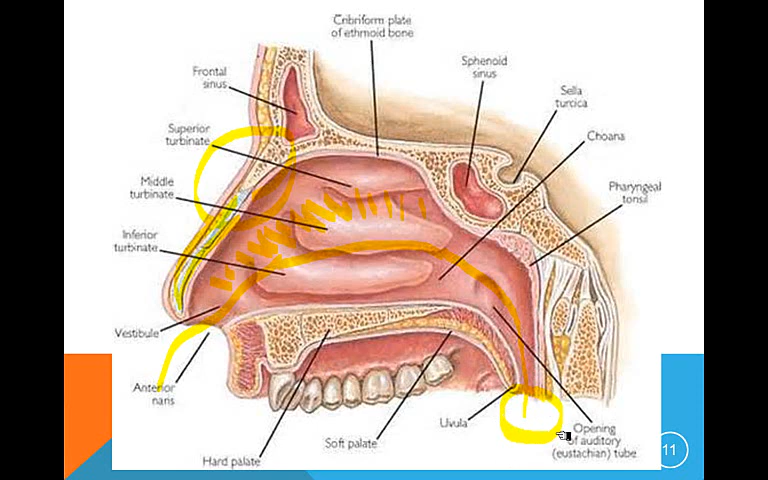 Cribriform plate
of ethmoid bone
Frontal
sinus
Sphenoid
sinus
Sella
turcica
Superior
turbinate
Choana
Middle
turbinate
Pharyngeal
tonsil
Inferior
turbinate
Vestibule
Anterior
naris
Uvula
Opening
of auditory
(eustachian) tube
Soft palate
Hard palate
11